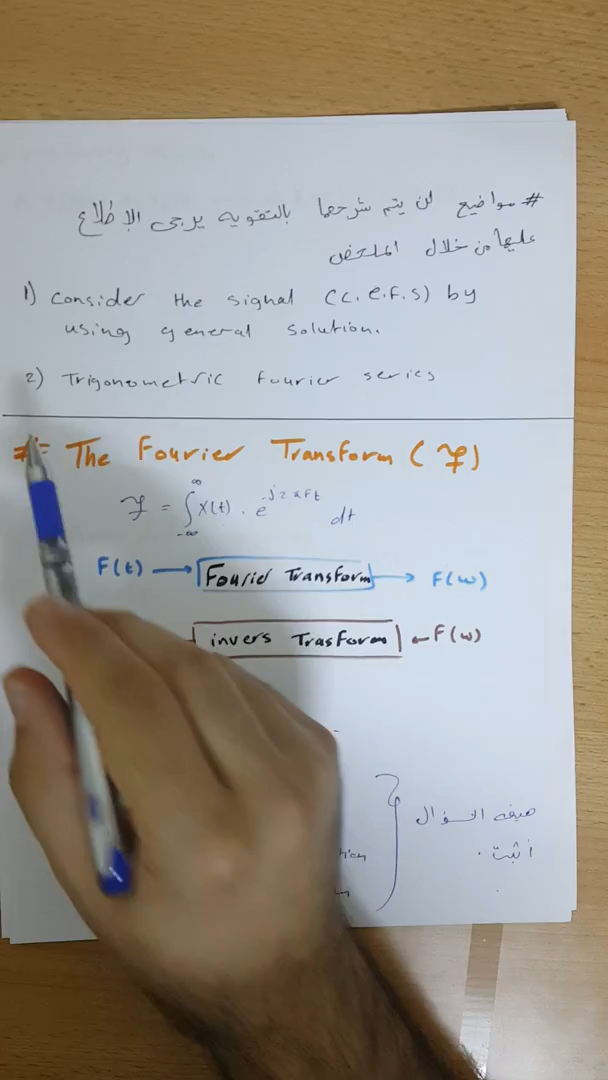 # مواضيع لن يتم شرحها بالتقويه يرجى الإطلاع
عليها من خلال الملخص
1) Consider the signal (C.e.F.S) by
using general solution.
2) Trigonometric Fourier series
The Fourier Transform (ℱ)
ℱ = ∫_{-∞}^{∞} x(t) . e^{-j2πft} dt
F(t) → Fourier Transform → F(w)
invers Trasform ← F(w)
صيغه السؤال
أثبت .